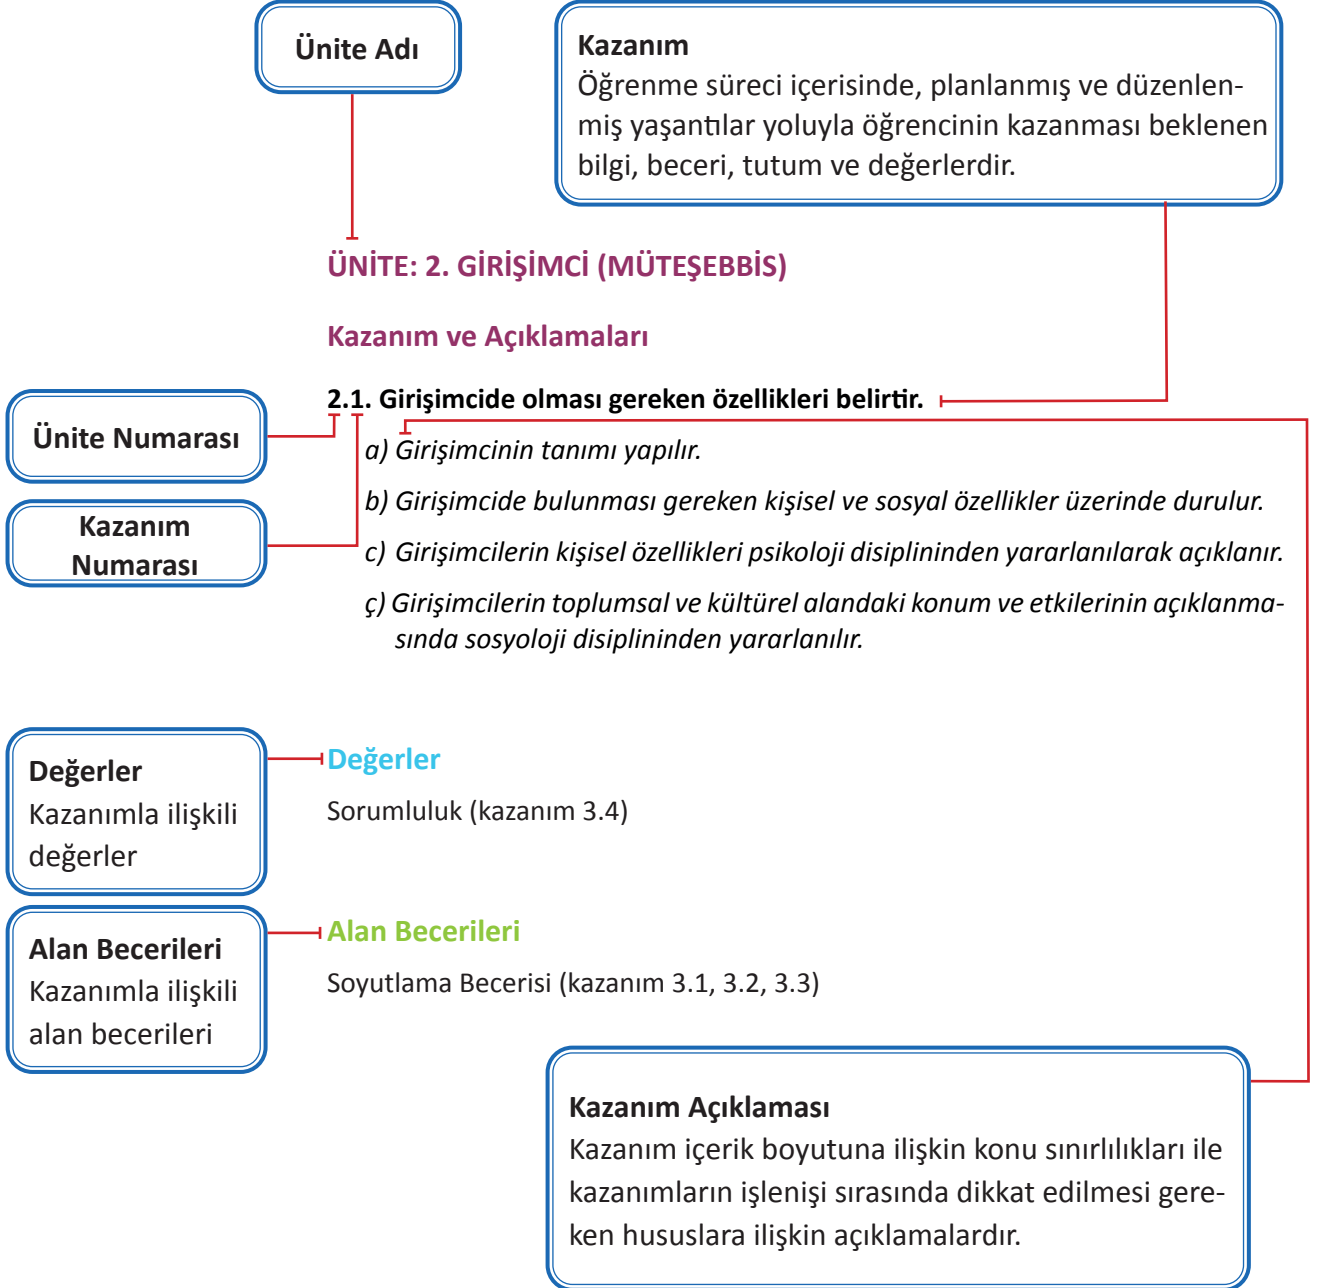 Ünite Adı
Kazanım
Öğrenme süreci içerisinde, planlanmış ve düzenlen-
miş yaşantılar yoluyla öğrencinin kazanması beklenen
bilgi, beceri, tutum ve değerlerdir.
ÜNİTE: 2. GİRİŞİMCİ (MÜTEŞEBBİS)
Kazanım ve Açıklamaları
2.1. Girişimcide olması gereken özellikleri belirtir.
Ünite Numarası
a) Girişimcinin tanımı yapılır.
b) Girişimcide bulunması gereken kişisel ve sosyal özellikler üzerinde durulur.
Kazanım
Numarası
c) Girişimcilerin kişisel özellikleri psikoloji disiplininden yararlanılarak açıklanır.
ç) Girişimcilerin toplumsal ve kültürel alandaki konum ve etkilerinin açıklanma-
sında sosyoloji disiplininden yararlanılır.
Değerler
Kazanımla ilişkili
değerler
Değerler
Sorumluluk (kazanım 3.4)
Alan Becerileri
Kazanımla ilişkili
alan becerileri
Alan Becerileri
Soyutlama Becerisi (kazanım 3.1, 3.2, 3.3)
Kazanım Açıklaması
Kazanım içerik boyutuna ilişkin konu sınırlılıkları ile
kazanımların işlenişi sırasında dikkat edilmesi gere-
ken hususlara ilişkin açıklamalardır.